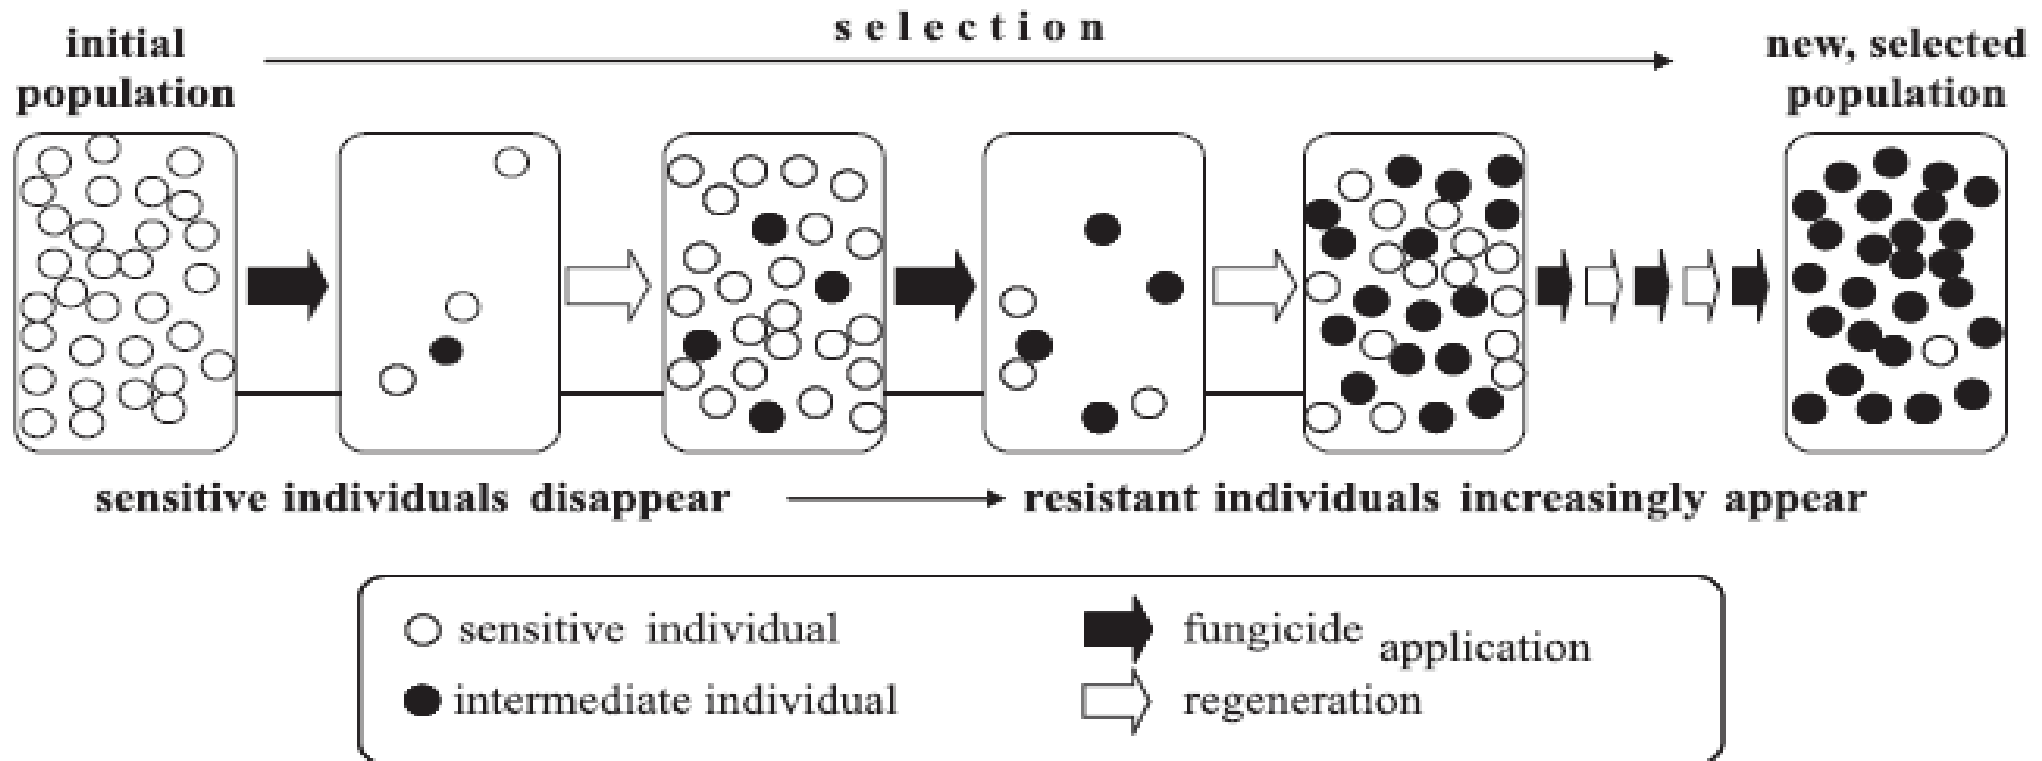 selection
initial
population
new, selected
population
sensitive individuals disappear
resistant individuals increasingly appear
sensitive individual
intermediate individual
fungicide application
regeneration